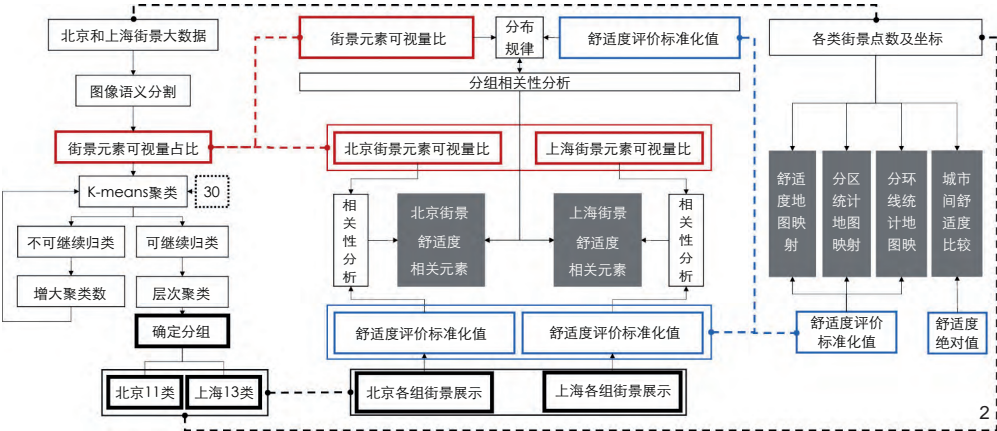 北京和上海街景大数据
图像语义分割
街景元素可视量占比
K-means聚类
30
不可继续归类
可继续归类
增大聚类数
层次聚类
确定分组
北京11类
上海13类
街景元素可视量比
分布
规律
舒适度评价标准化值
分组相关性分析
北京街景元素可视量比
上海街景元素可视量比
相
关
性
分
析
北京街景
舒适度
相关元素
上海街景
舒适度
相关元素
相
关
性
分
析
舒适度评价标准化值
舒适度评价标准化值
北京各组街景展示
上海各组街景展示
各类街景点数及坐标
舒适
度地
图映
射
分区
统计
地图
映射
分环
线统
计地
图映
城市
间舒
适度
比较
舒适度评价
标准化值
舒适度
绝对值
2